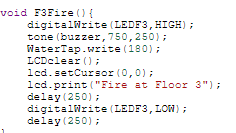 void F3Fire(){
digitalWrite(LEDF3,HIGH);
tone(buzzer,750,250);
WaterTap.write(180);
LCDclear();
lcd.setCursor(0,0);
lcd.print("Fire at Floor 3");
delay(250);
digitalWrite(LEDF3,LOW);
delay(250);
}